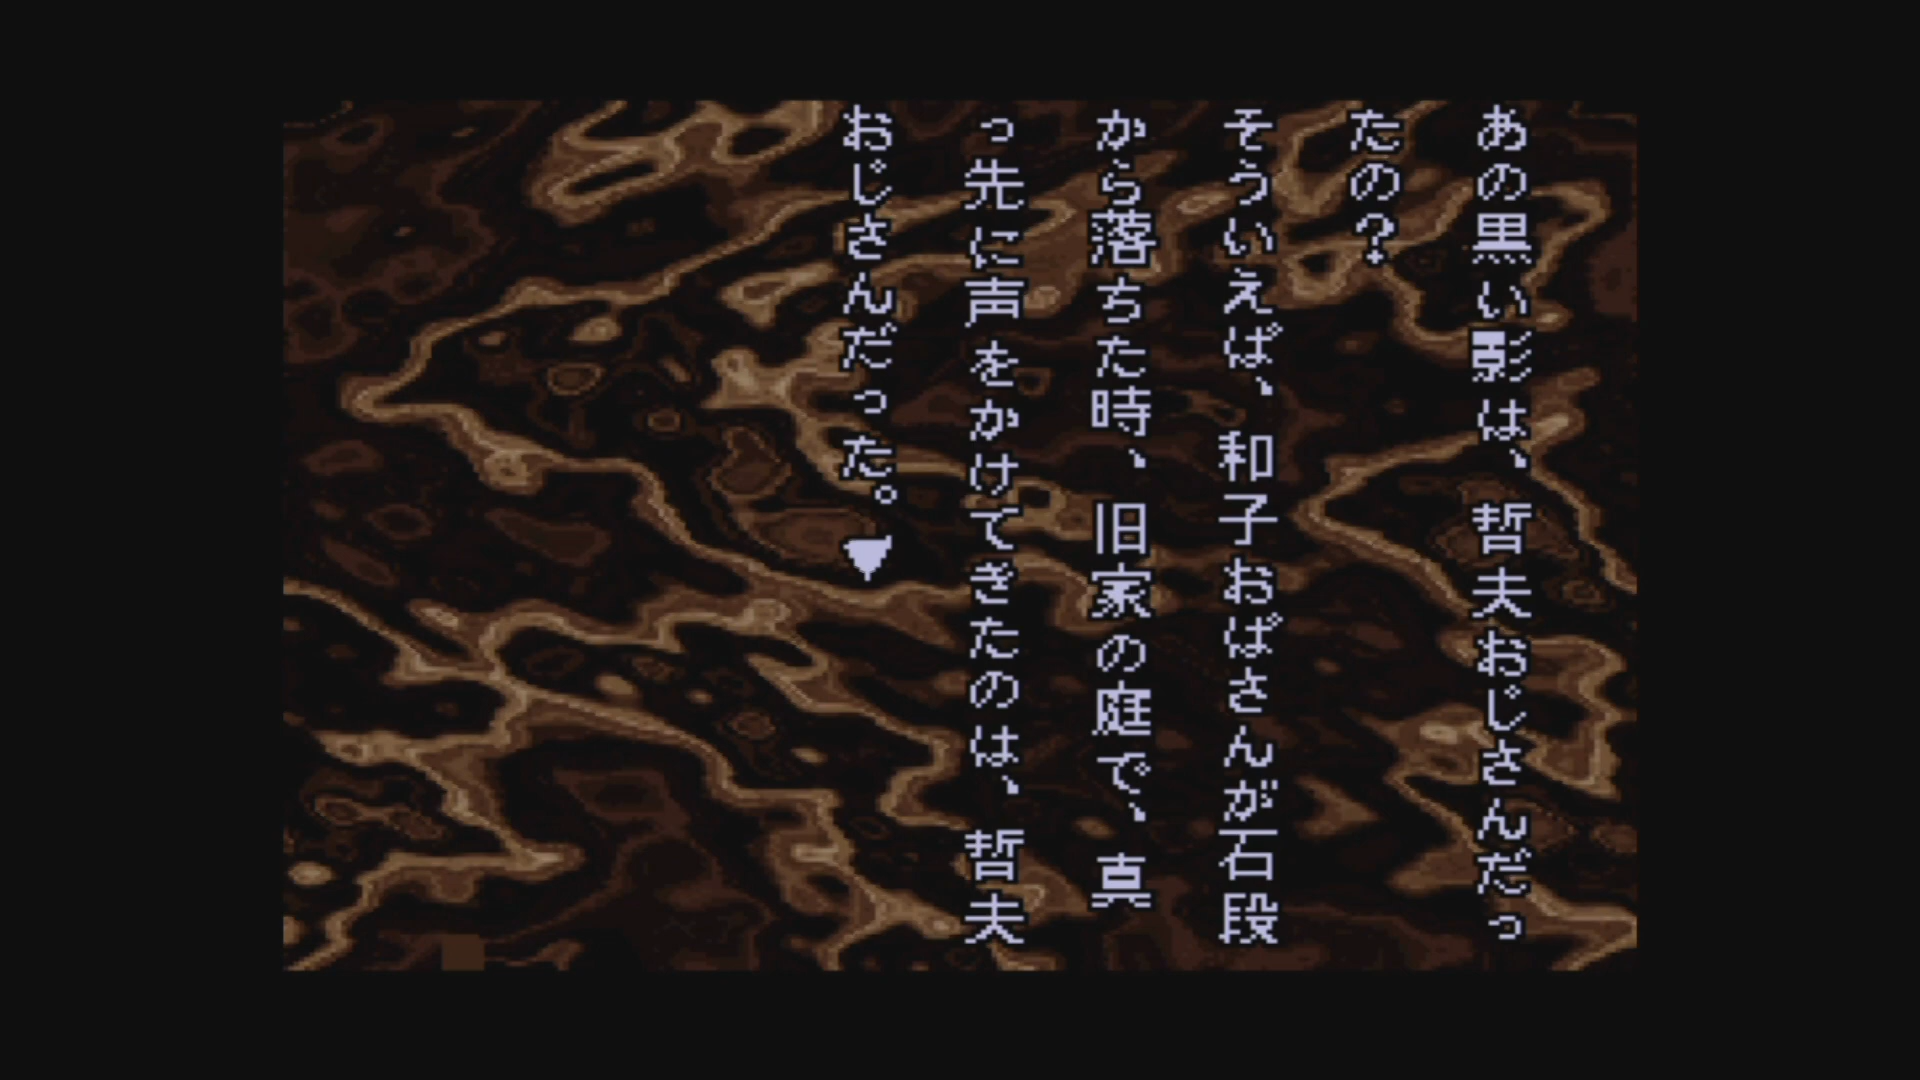 あの黒い影は、哲夫おじさんだっ
たの?
そういえば、和子おばさんが石段
から落ちた時、旧家の庭で、真
っ先に声をかけてきたのは、哲夫
おじさんだった。